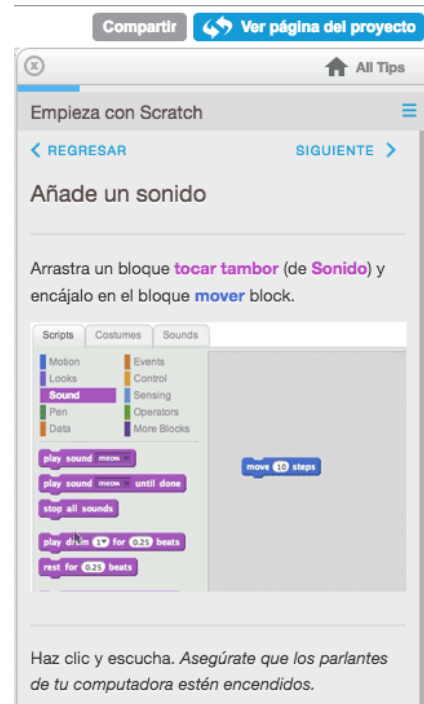 Compartir Ver página del proyecto
All Tips
Empieza con Scratch
REGRESAR SIGUIENTE
Añade un sonido
Arrastra un bloque tocar tambor (de Sonido) y
encájalo en el bloque mover block.
Scripts Costumes Sounds
Motion Events
Looks Control
Sound Sensing
Pen Operators
Data More Blocks
play sound meow
play sound meow until done
stop all sounds
play drum 1 for 0.25 beats
rest for 0.25 beats
move 10 steps
Haz clic y escucha. Asegúrate que los parlantes
de tu computadora estén encendidos.